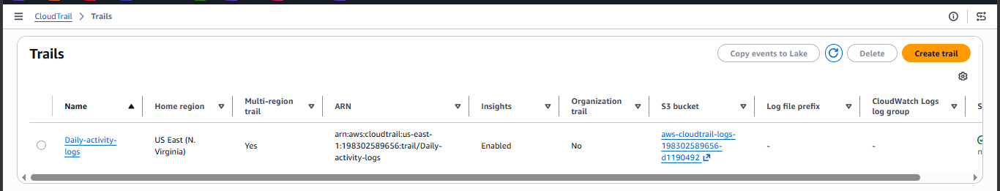 CloudTrail > Trails
Trails
Copy events to Lake
Delete
Create trail
Name
Home region
Multi-region
trail
ARN
Insights
Organization
trail
S3 bucket
Log file prefix
CloudWatch Logs
log group
S
Daily-activity-
logs
US East (N.
Virginia)
Yes
arn:aws:cloudtrail:us-east-
1:198302589656:trail/Daily-
activity-logs
Enabled
No
aws-cloudtrail-logs-
198302589656-
d1190492
-
-